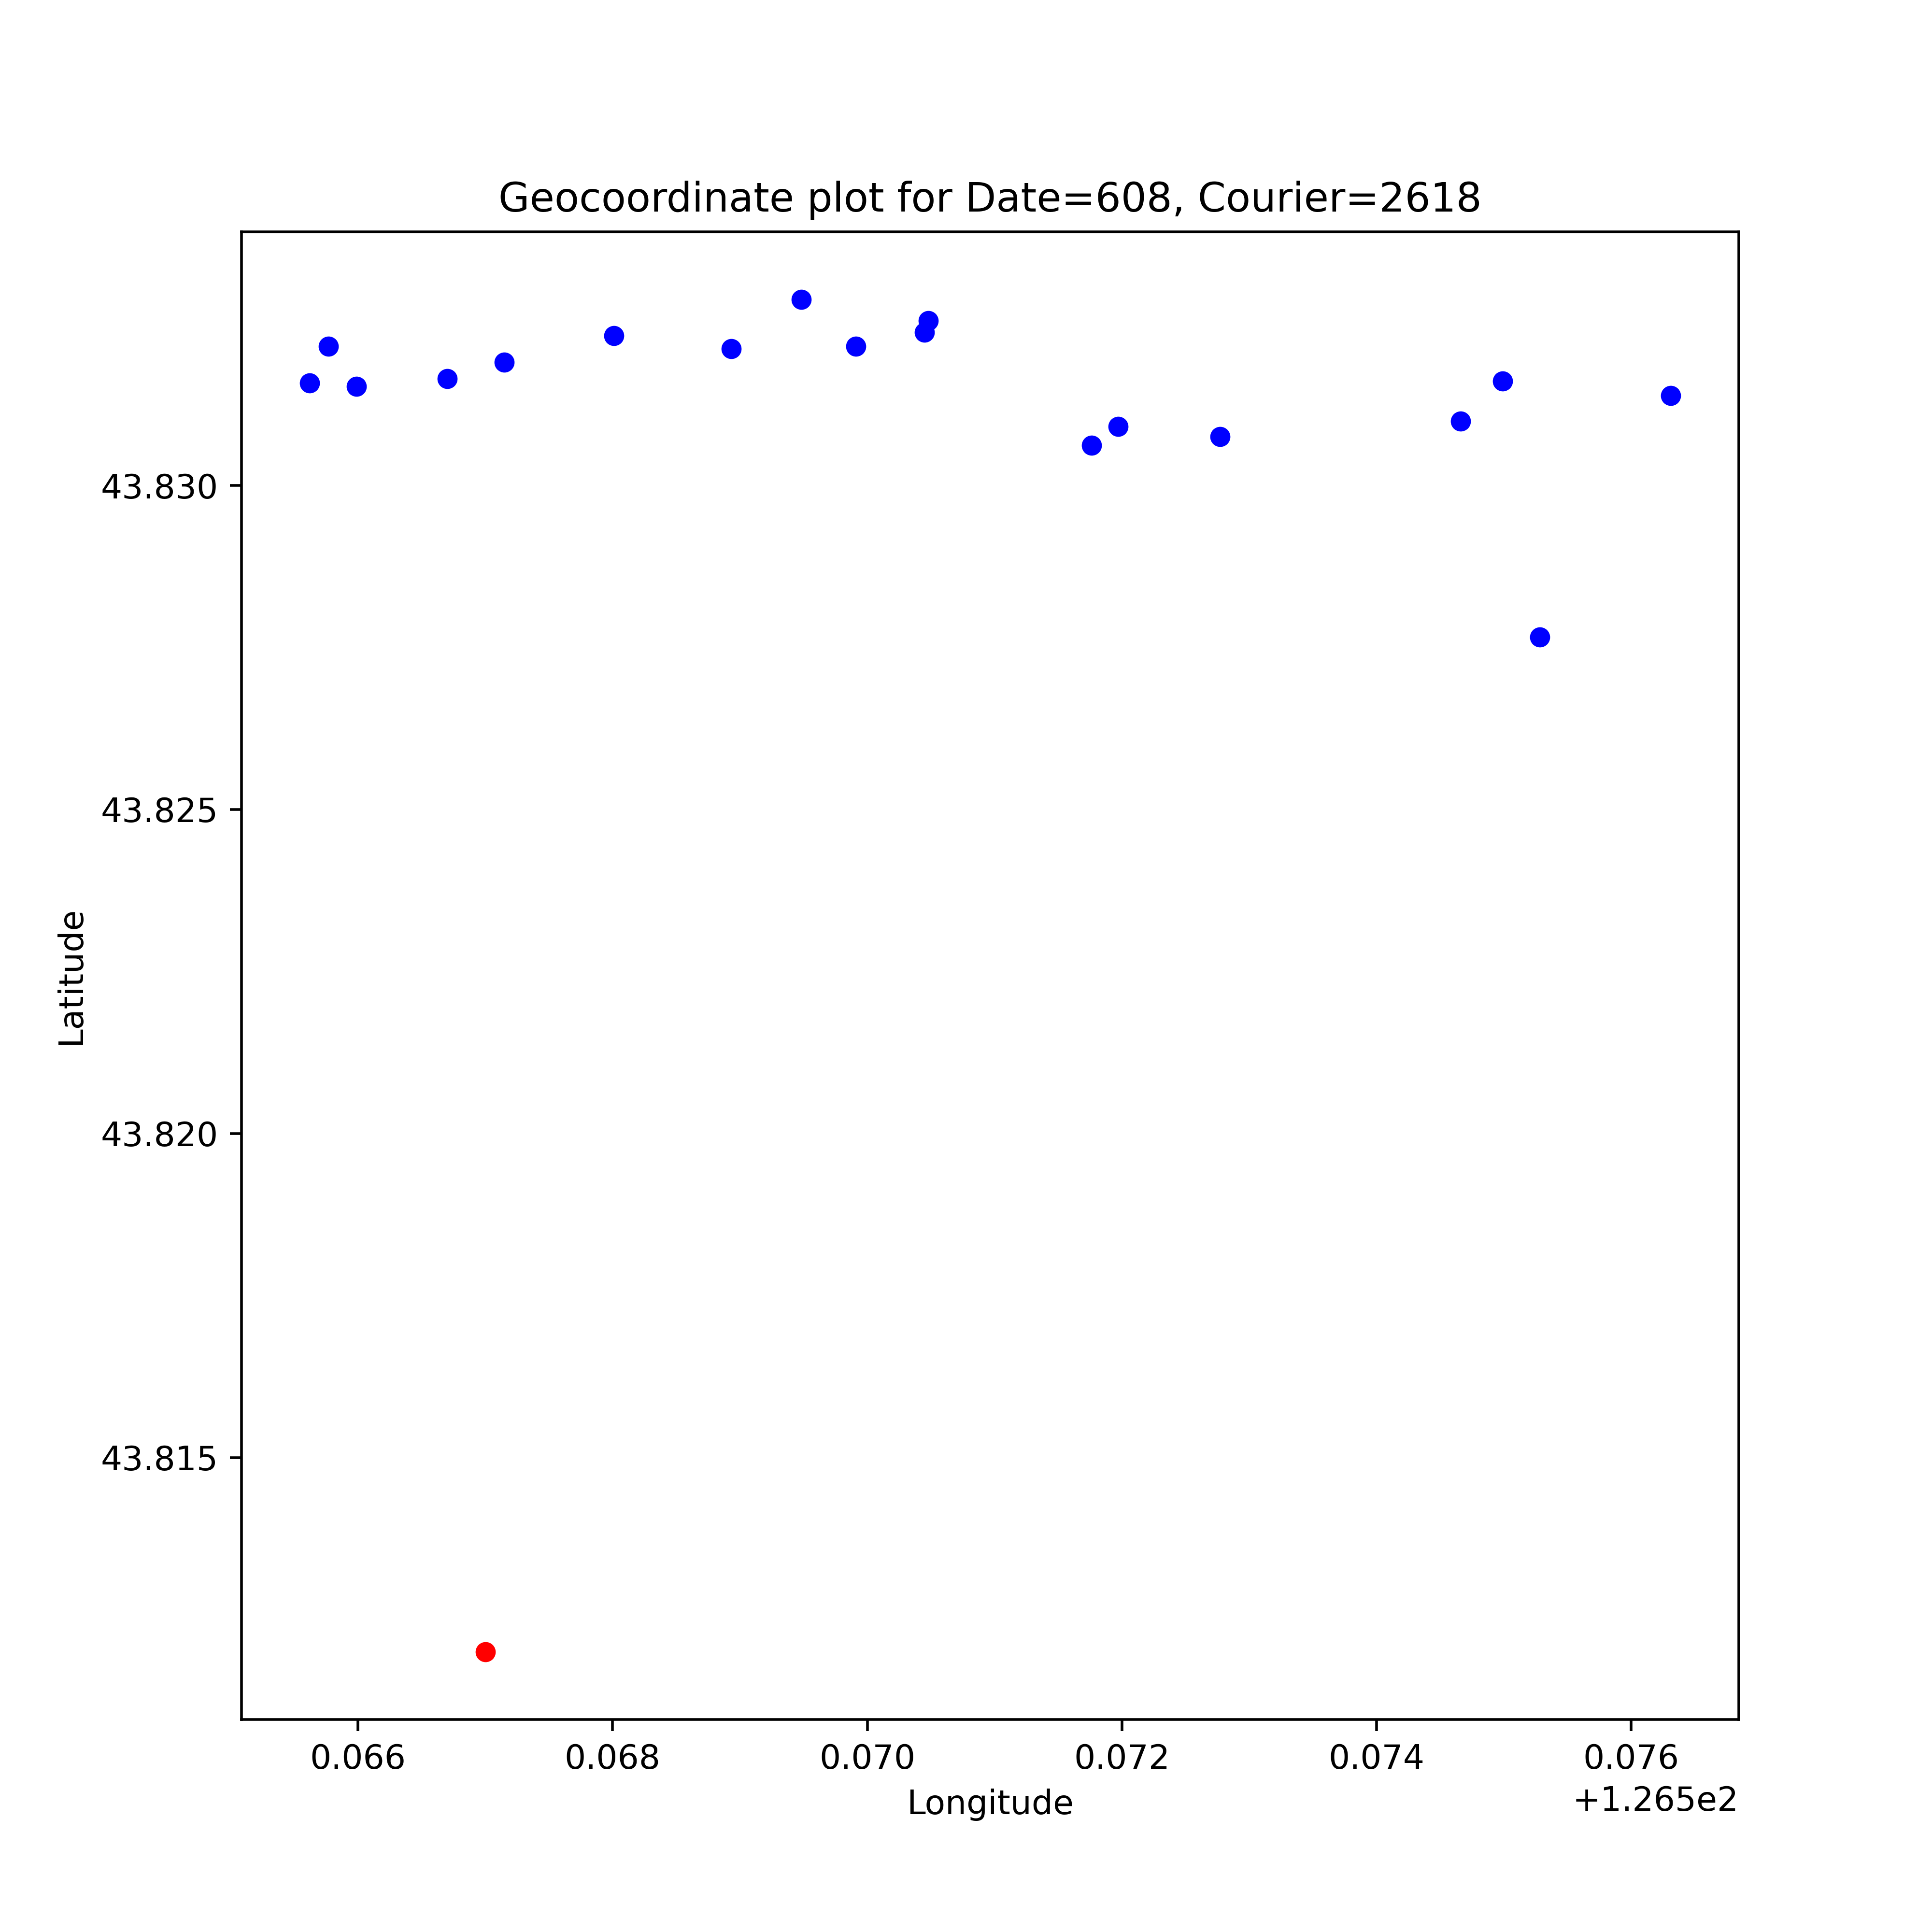 Geocoordinate plot for Date=608, Courier=2618
43.830
43.825
43.820
43.815
Latitude
0.066 0.068 0.070 0.072 0.074 0.076
Longitude
+1.265e2